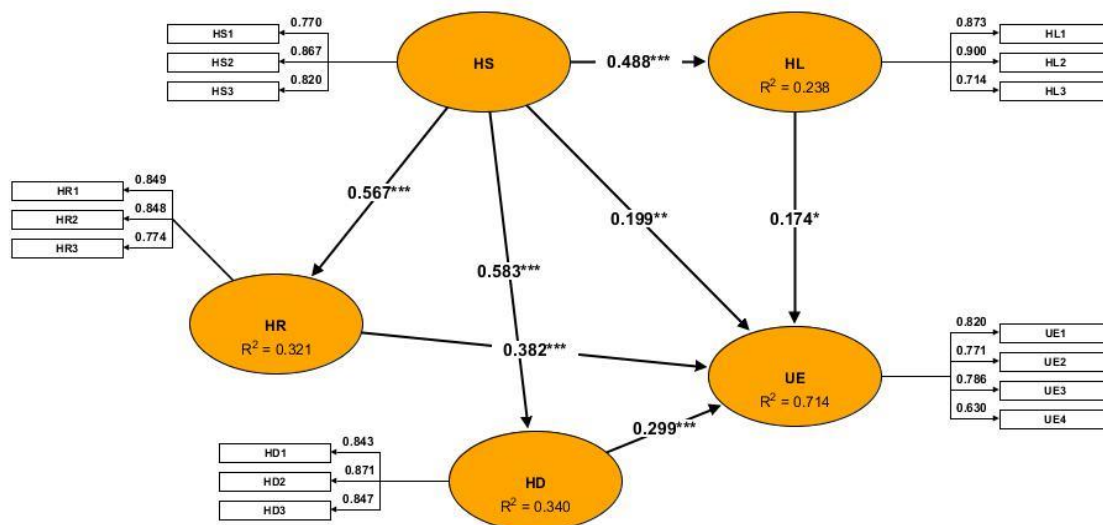 0.770
HS1
0.867
HS2
0.820
HS3
HS
0.488***
HL
R² = 0.238
0.873
HL1
0.900
HL2
0.714
HL3
0.849
HR1
0.848
HR2
0.774
HR3
0.567***
0.199**
0.174*
0.583***
HR
R² = 0.321
0.382***
UE
R² = 0.714
0.820
UE1
0.771
UE2
0.786
UE3
0.630
UE4
0.299***
0.843
HD1
0.871
HD2
0.847
HD3
HD
R² = 0.340